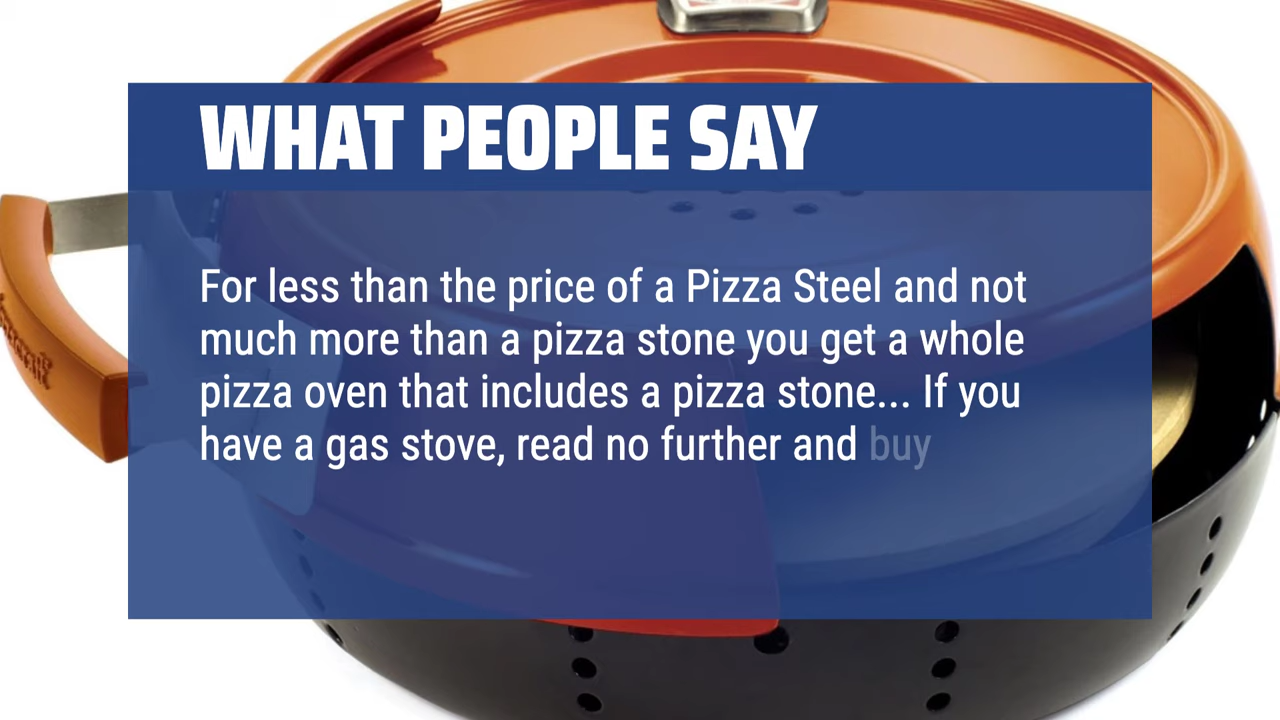 WHAT PEOPLE SAY
For less than the price of a Pizza Steel and not
much more than a pizza stone you get a whole
pizza oven that includes a pizza stone... If you
have a gas stove, read no further and buy